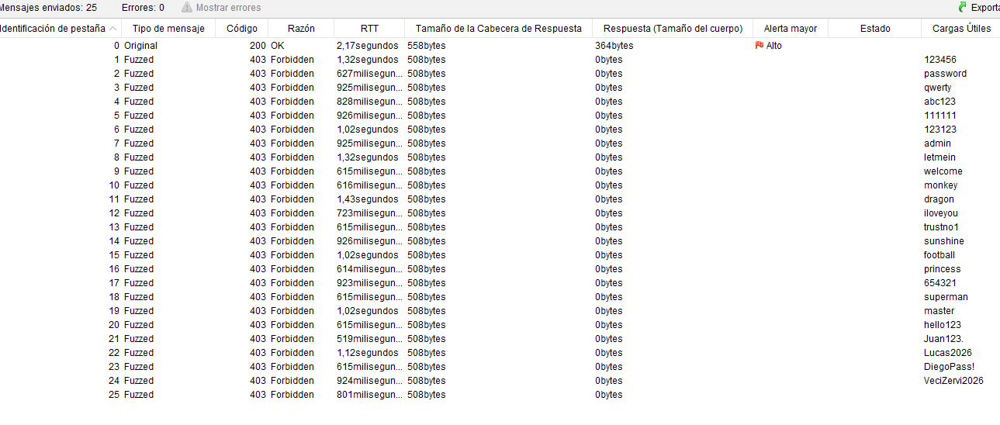 Mensajes enviados: 25 Errores: 0 Mostrar errores Exporta
Identificación de pestaña Tipo de mensaje Código Razón RTT Tamaño de la Cabecera de Respuesta Respuesta (Tamaño del cuerpo) Alerta mayor Estado Cargas Útiles
0 Original 200 OK 2,17segundos 558bytes 364bytes Alto
1 Fuzzed 403 Forbidden 1,32segundos 508bytes 0bytes 123456
2 Fuzzed 403 Forbidden 627milisegun... 508bytes 0bytes password
3 Fuzzed 403 Forbidden 925milisegun... 508bytes 0bytes qwerty
4 Fuzzed 403 Forbidden 828milisegun... 508bytes 0bytes abc123
5 Fuzzed 403 Forbidden 926milisegun... 508bytes 0bytes 111111
6 Fuzzed 403 Forbidden 1,02segundos 508bytes 0bytes 123123
7 Fuzzed 403 Forbidden 925milisegun... 508bytes 0bytes admin
8 Fuzzed 403 Forbidden 1,32segundos 508bytes 0bytes letmein
9 Fuzzed 403 Forbidden 615milisegun... 508bytes 0bytes welcome
10 Fuzzed 403 Forbidden 616milisegun... 508bytes 0bytes monkey
11 Fuzzed 403 Forbidden 1,43segundos 508bytes 0bytes dragon
12 Fuzzed 403 Forbidden 723milisegun... 508bytes 0bytes iloveyou
13 Fuzzed 403 Forbidden 615milisegun... 508bytes 0bytes trustno1
14 Fuzzed 403 Forbidden 926milisegun... 508bytes 0bytes sunshine
15 Fuzzed 403 Forbidden 1,02segundos 508bytes 0bytes football
16 Fuzzed 403 Forbidden 614milisegun... 508bytes 0bytes princess
17 Fuzzed 403 Forbidden 923milisegun... 508bytes 0bytes 654321
18 Fuzzed 403 Forbidden 615milisegun... 508bytes 0bytes superman
19 Fuzzed 403 Forbidden 1,02segundos 508bytes 0bytes master
20 Fuzzed 403 Forbidden 615milisegun... 508bytes 0bytes hello123
21 Fuzzed 403 Forbidden 519milisegun... 508bytes 0bytes Juan123.
22 Fuzzed 403 Forbidden 1,12segundos 508bytes 0bytes Lucas2026
23 Fuzzed 403 Forbidden 615milisegun... 508bytes 0bytes DiegoPass!
24 Fuzzed 403 Forbidden 924milisegun... 508bytes 0bytes VeciZervi2026
25 Fuzzed 403 Forbidden 801milisegun... 508bytes 0bytes